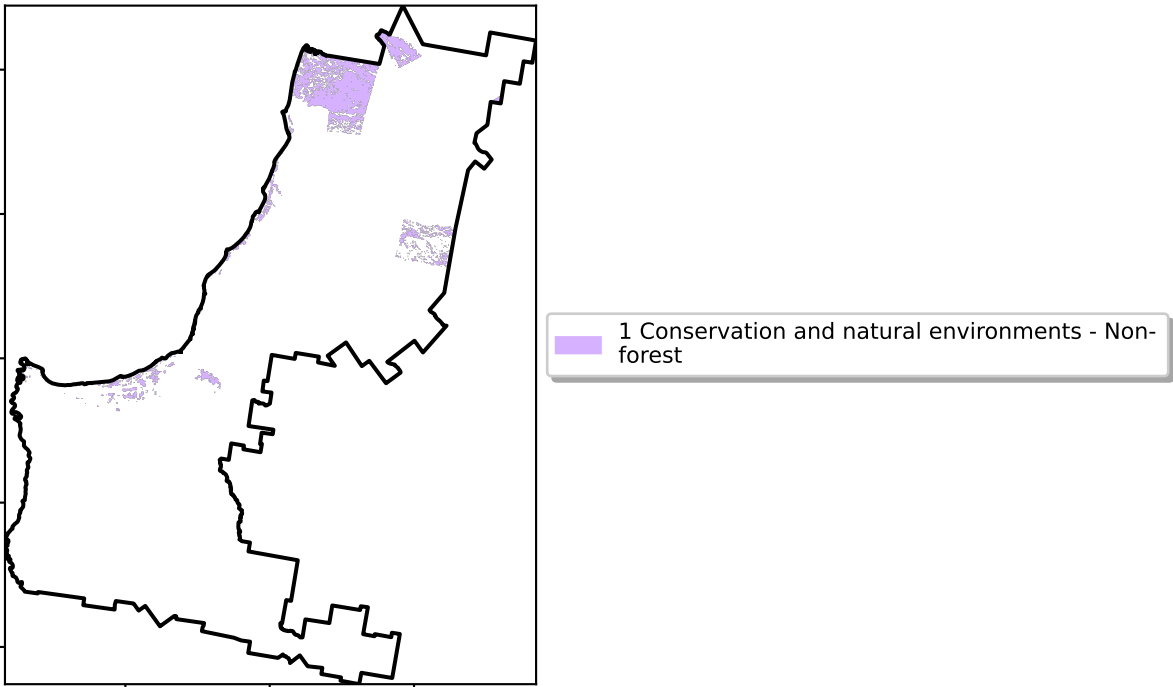 1 Conservation and natural environments - Non-
forest